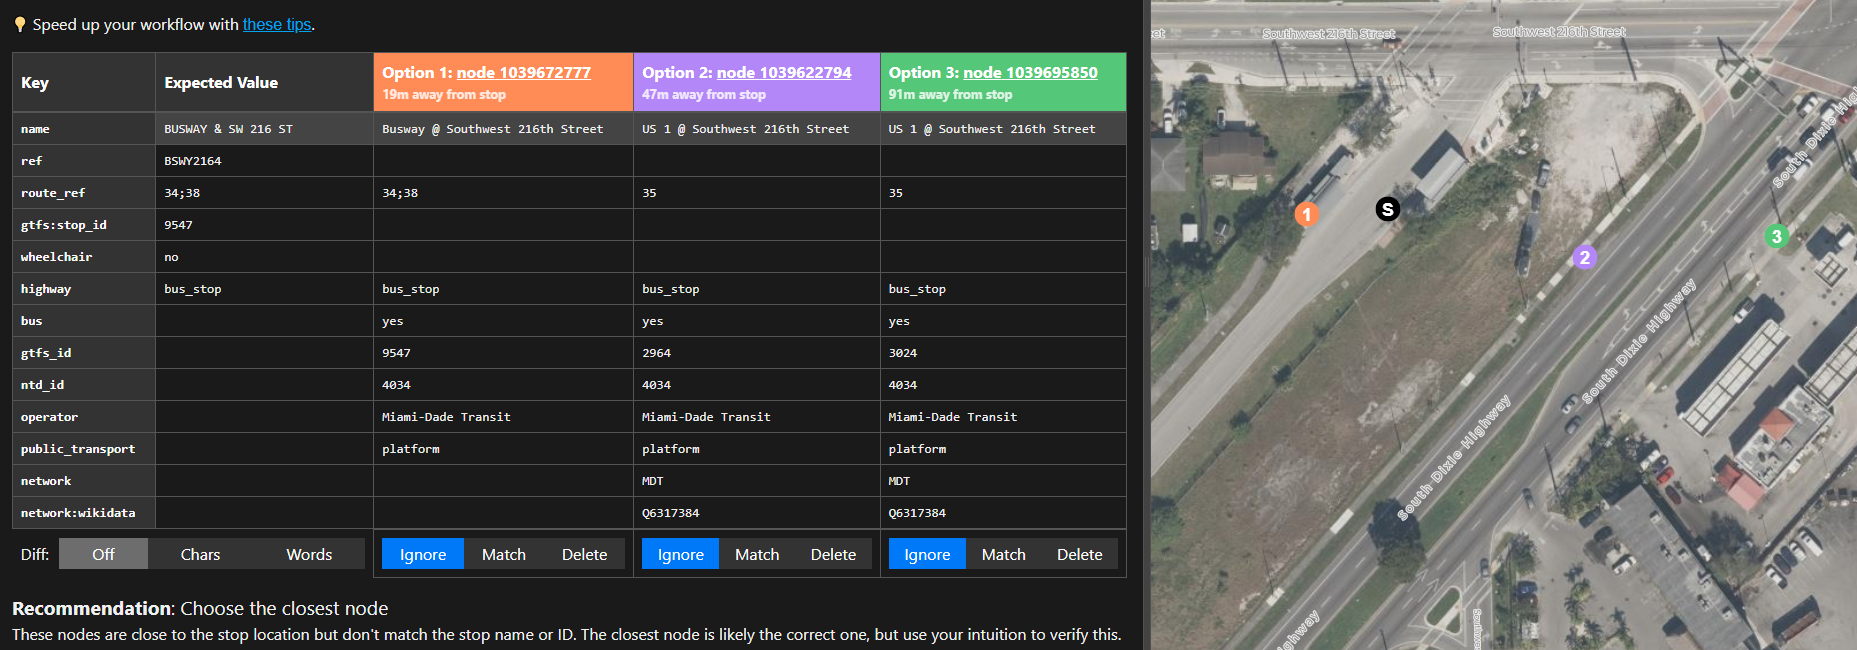 💡 Speed up your workflow with these tips.
Key Expected Value Option 1: node 1039672777 Option 2: node 1039622794 Option 3: node 1039695850
19m away from stop 47m away from stop 91m away from stop
name BUSWAY & SW 216 ST Busway @ Southwest 216th Street US 1 @ Southwest 216th Street US 1 @ Southwest 216th Street
ref BSWY2164
route_ref 34;38 34;38 35 35
gtfs:stop_id 9547
wheelchair no
highway bus_stop bus_stop bus_stop bus_stop
bus yes yes yes
gtfs_id 9547 2964 3024
ntd_id 4034 4034 4034
operator Miami-Dade Transit Miami-Dade Transit Miami-Dade Transit
public_transport platform platform platform
network MDT MDT
network:wikidata Q6317384 Q6317384
Diff: Off Chars Words Ignore Match Delete Ignore Match Delete Ignore Match Delete
Recommendation: Choose the closest node
These nodes are close to the stop location but don't match the stop name or ID. The closest node is likely the correct one, but use your intuition to verify this.
et Southwest 216th Street Southwest 216th Street
South Dixie High
1 S 2 3
South Dixie Highway
South Dixie Highway
Highway
Southwes